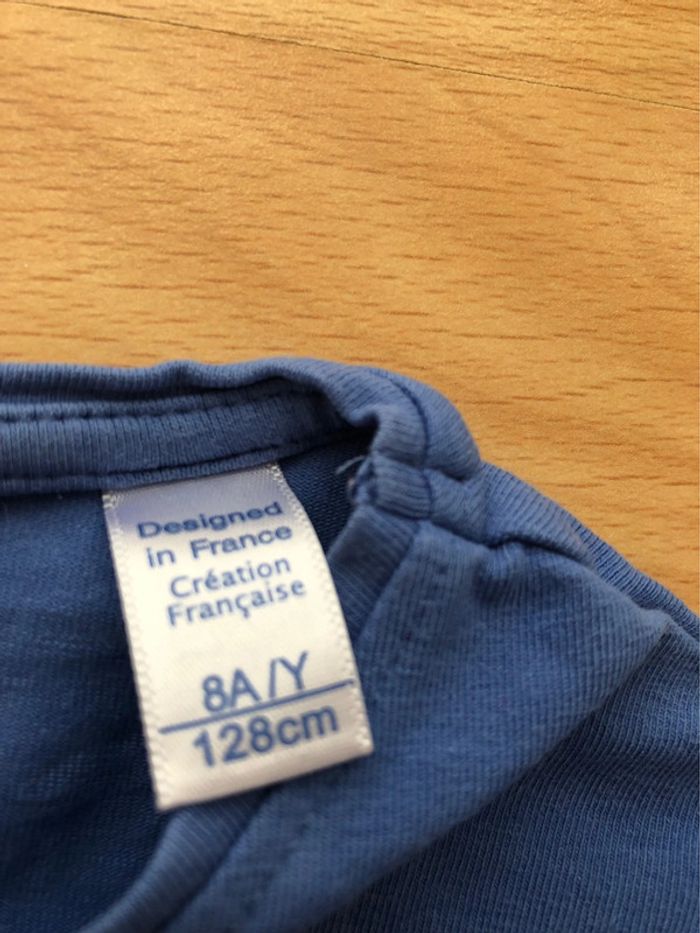 Designed
in France
Création
Française
8A/Y
128cm